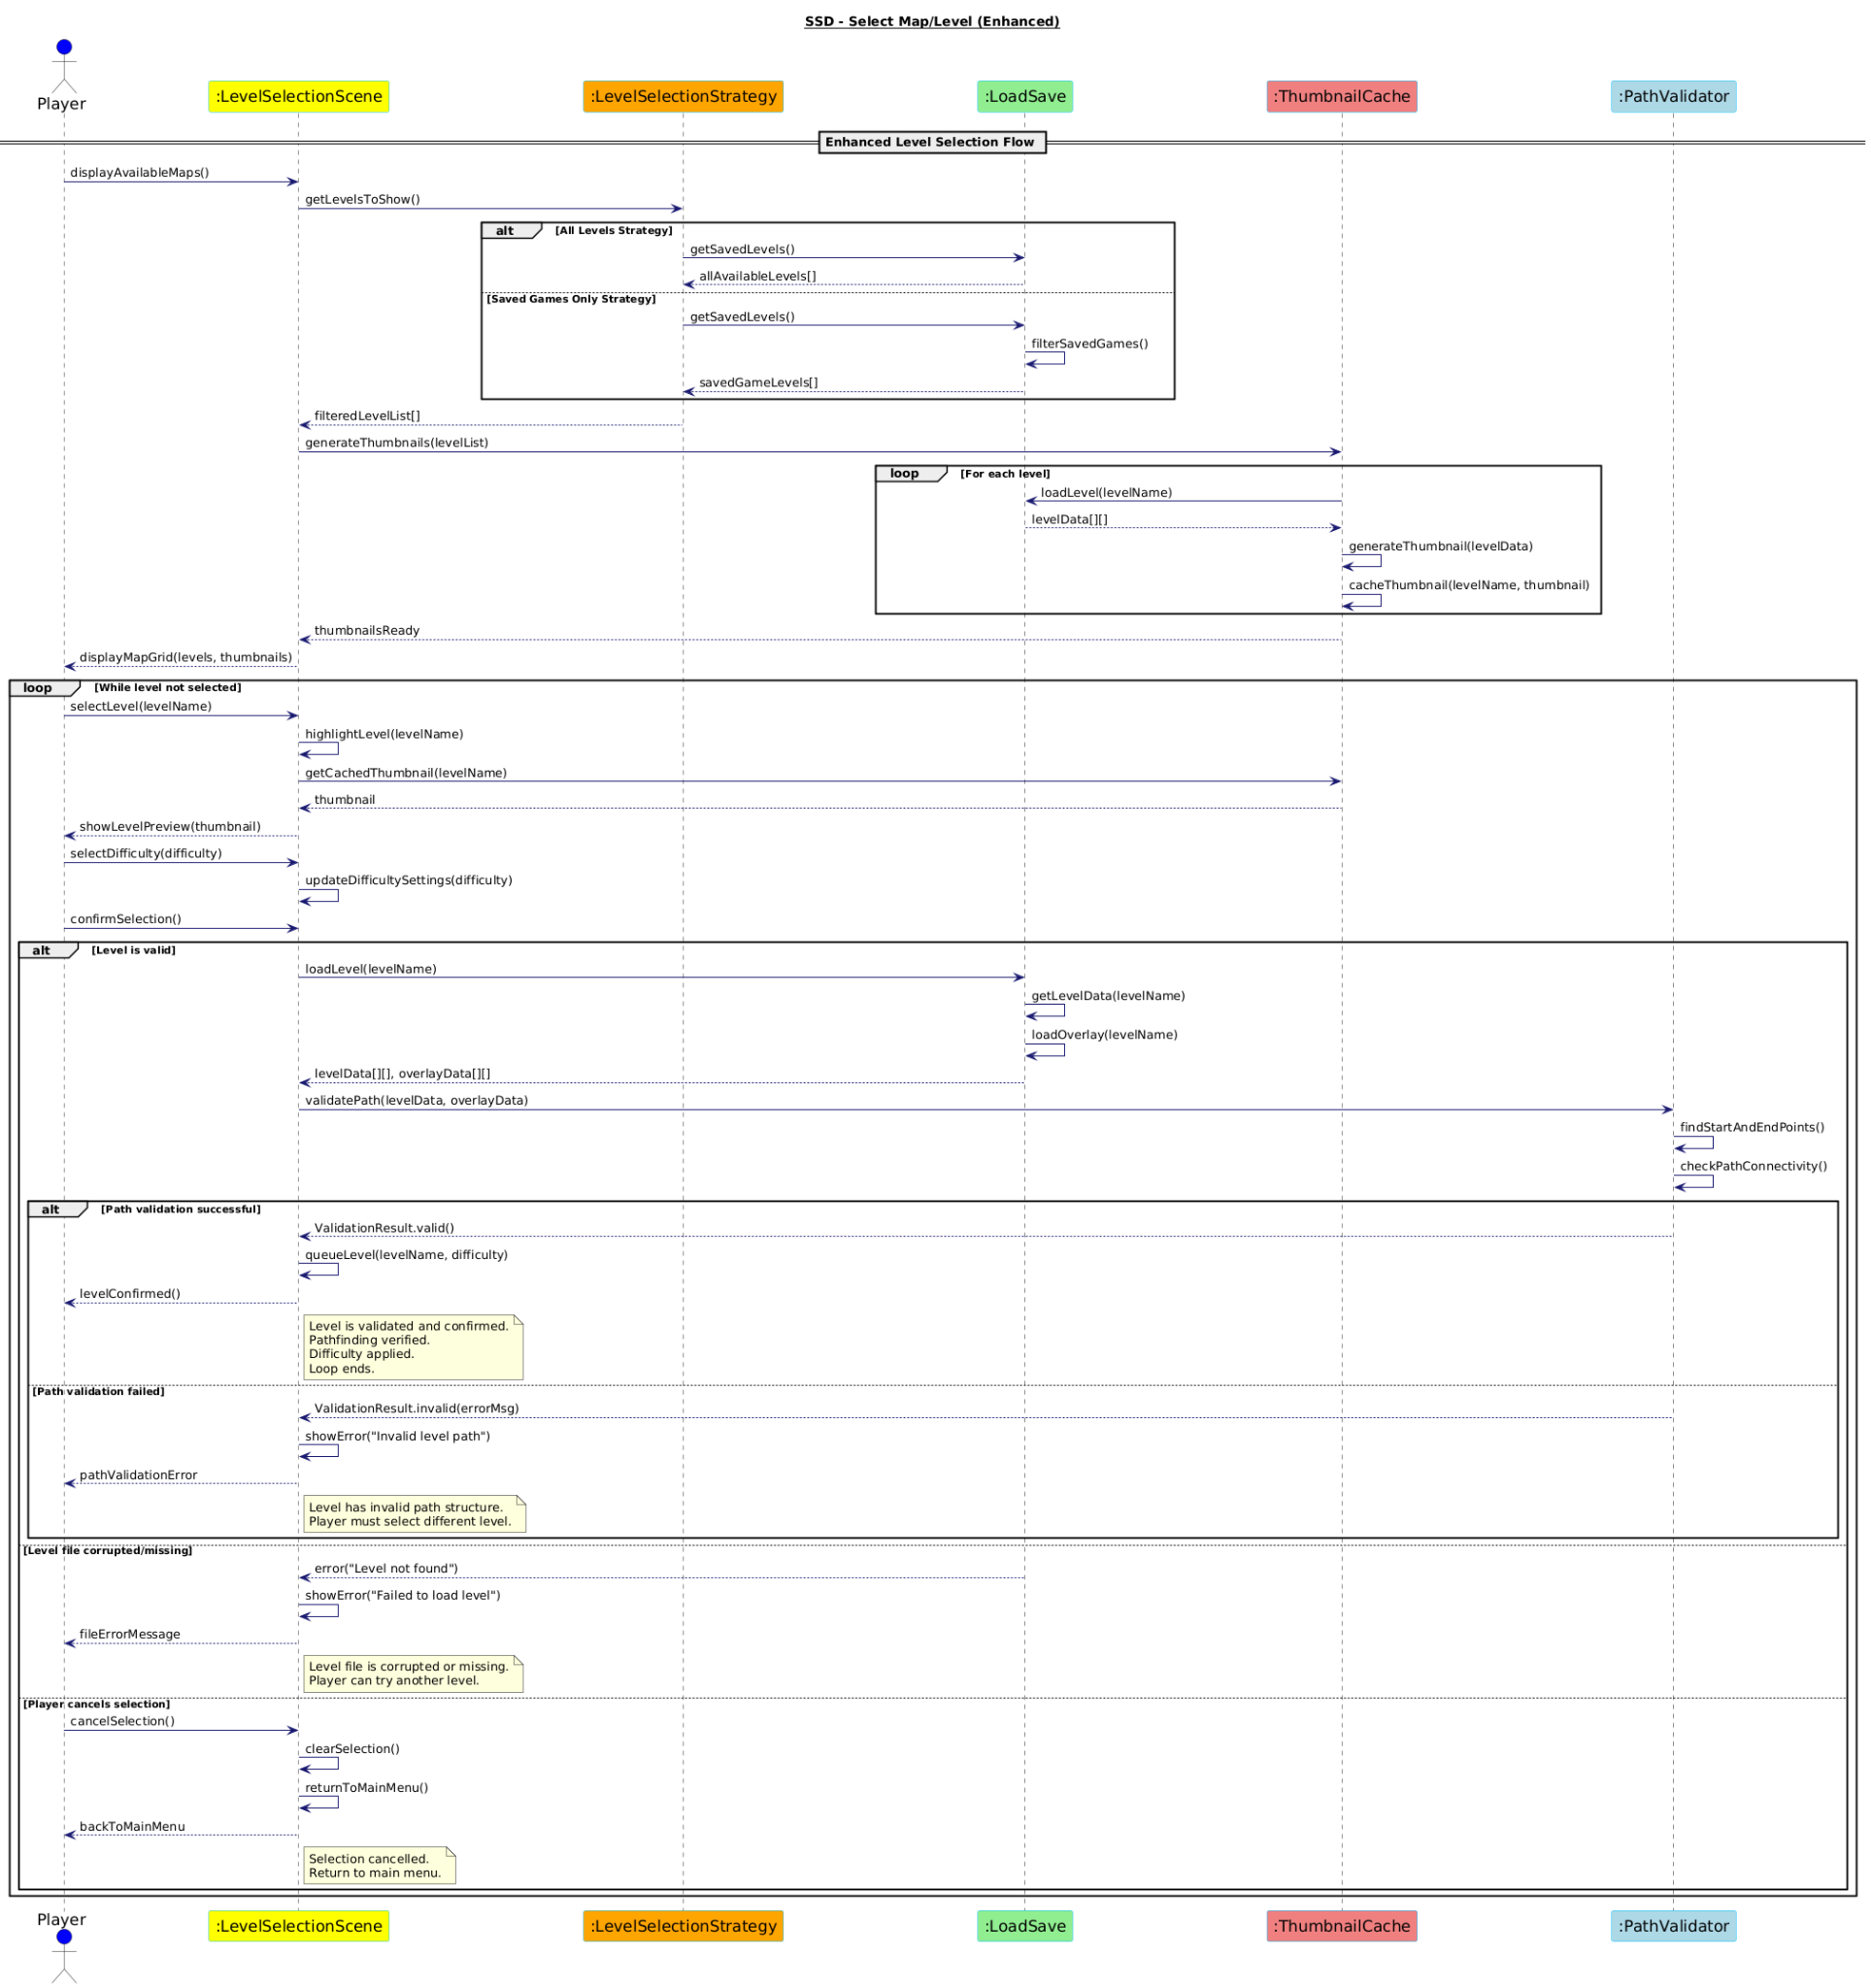 SSD - Select Map/Level (Enhanced)
Player
:LevelSelectionScene
:LevelSelectionStrategy
:LoadSave
:ThumbnailCache
:PathValidator
Enhanced Level Selection Flow
displayAvailableMaps()
getLevelsToShow()
alt
[All Levels Strategy]
getSavedLevels()
allAvailableLevels[]
[Saved Games Only Strategy]
getSavedLevels()
filterSavedGames()
savedGameLevels[]
filteredLevelList[]
generateThumbnails(levelList)
loop
[For each level]
loadLevel(levelName)
levelData[][]
generateThumbnail(levelData)
cacheThumbnail(levelName, thumbnail)
thumbnailsReady
displayMapGrid(levels, thumbnails)
loop
[While level not selected]
selectLevel(levelName)
highlightLevel(levelName)
getCachedThumbnail(levelName)
thumbnail
showLevelPreview(thumbnail)
selectDifficulty(difficulty)
updateDifficultySettings(difficulty)
confirmSelection()
alt
[Level is valid]
loadLevel(levelName)
getLevelData(levelName)
loadOverlay(levelName)
levelData[][], overlayData[][]
validatePath(levelData, overlayData)
findStartAndEndPoints()
checkPathConnectivity()
alt
[Path validation successful]
ValidationResult.valid()
queueLevel(levelName, difficulty)
levelConfirmed()
Level is validated and confirmed.
Pathfinding verified.
Difficulty applied.
Loop ends.
[Path validation failed]
ValidationResult.invalid(errorMsg)
showError("Invalid level path")
pathValidationError
Level has invalid path structure.
Player must select different level.
[Level file corrupted/missing]
error("Level not found")
showError("Failed to load level")
fileErrorMessage
Level file is corrupted or missing.
Player can try another level.
[Player cancels selection]
cancelSelection()
clearSelection()
returnToMainMenu()
backToMainMenu
Selection cancelled.
Return to main menu.
Player
:LevelSelectionScene
:LevelSelectionStrategy
:LoadSave
:ThumbnailCache
:PathValidator